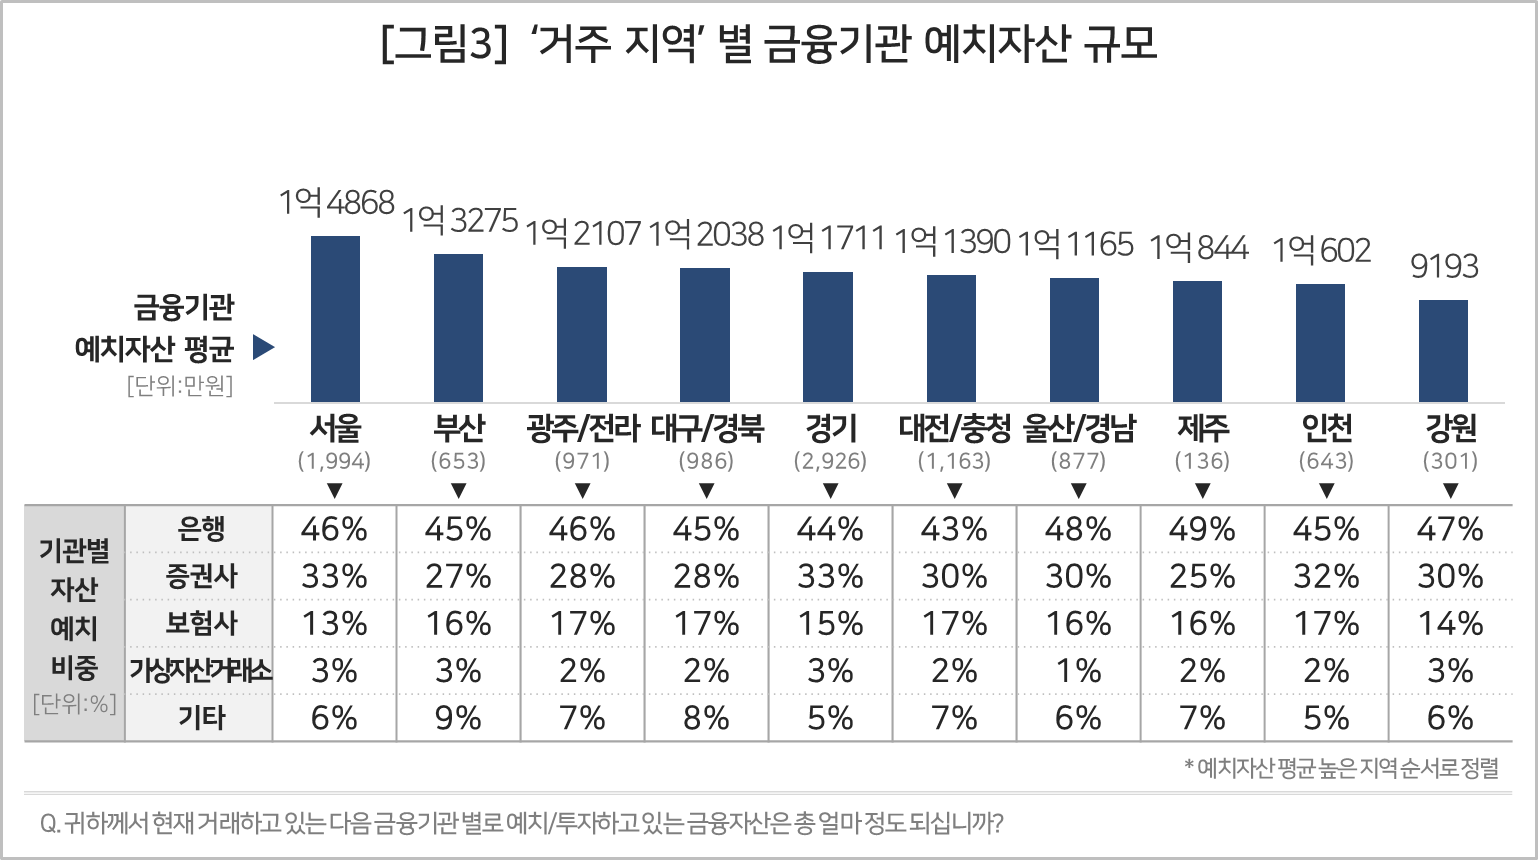 [그림3] ‘거주 지역’ 별 금융기관 예치자산 규모
1억 4868 1억 3275 1억 2107 1억 2038 1억 1711 1억 1390 1억 1165 1억 844 1억 602 9193
금융기관
예치자산 평균 ▶
[단위:만원]
서울 부산 광주/전라 대구/경북 경기 대전/충청 울산/경남 제주 인천 강원
(1,994) (653) (971) (986) (2,926) (1,163) (877) (136) (643) (301)
▼ ▼ ▼ ▼ ▼ ▼ ▼ ▼ ▼ ▼
기관별
자산
예치
비중
[단위:%]
은행 46% 45% 46% 45% 44% 43% 48% 49% 45% 47%
증권사 33% 27% 28% 28% 33% 30% 30% 25% 32% 30%
보험사 13% 16% 17% 17% 15% 17% 16% 16% 17% 14%
가상자산거래소 3% 3% 2% 2% 3% 2% 1% 2% 2% 3%
기타 6% 9% 7% 8% 5% 7% 6% 7% 5% 6%
* 예치자산 평균 높은 지역 순서로 정렬
Q. 귀하께서 현재 거래하고 있는 다음 금융기관 별로 예치/투자하고 있는 금융자산은 총 얼마 정도 되십니까?